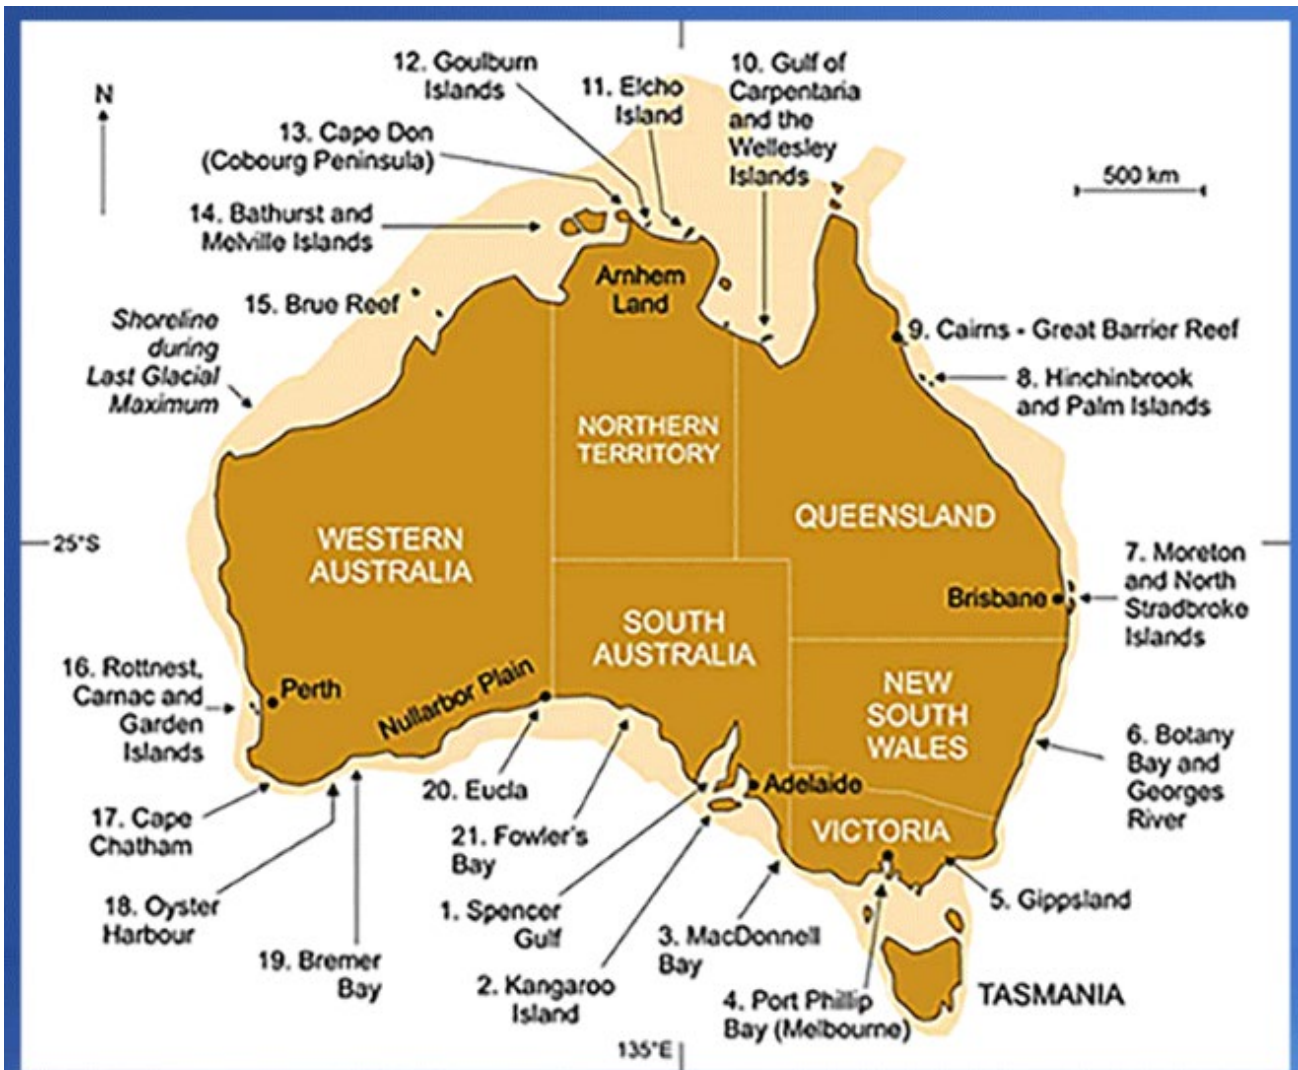 N
12. Goulburn
Islands
11. Elcho
Island
10. Gulf of
Carpentaria
and the
Wellesley
Islands
13. Cape Don
(Cobourg Peninsula)
500 km
14. Bathurst and
Melville Islands
Arnhem
Land
15. Brue Reef
Shoreline
during
Last Glacial
Maximum
9. Cairns - Great Barrier Reef
8. Hinchinbrook
and Palm Islands
NORTHERN
TERRITORY
QUEENSLAND
WESTERN
AUSTRALIA
25°S
7. Moreton
and North
Stradbroke
Islands
Brisbane
SOUTH
AUSTRALIA
16. Rottnest,
Carnac and
Garden
Islands
Perth
Nullarbor Plain
NEW
SOUTH
WALES
6. Botany
Bay and
Georges
River
20. Eucla
Adelaide
17. Cape
Chatham
21. Fowler's
Bay
VICTORIA
18. Oyster
Harbour
1. Spencer
Gulf
5. Gippsland
19. Bremer
Bay
3. MacDonnell
Bay
2. Kangaroo
Island
4. Port Phillip
Bay (Melbourne)
TASMANIA
135°E